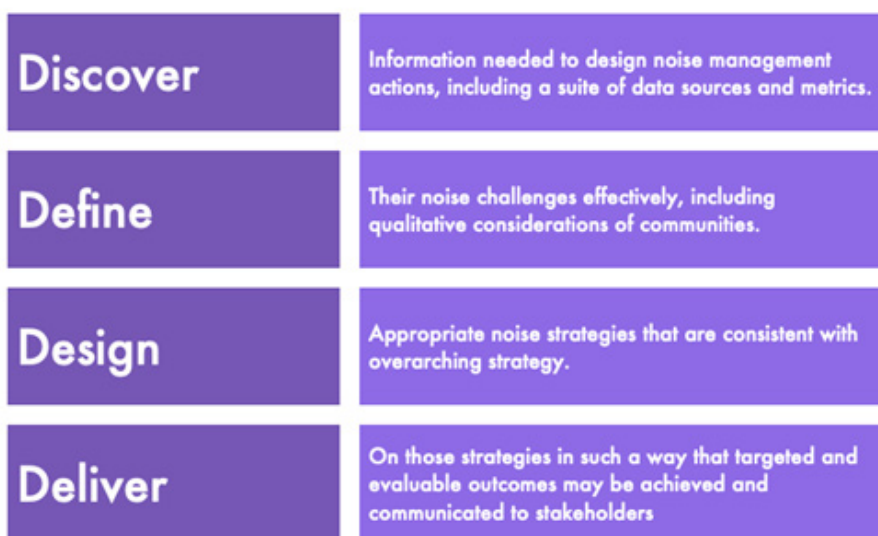 Discover
Information needed to design noise management
actions, including a suite of data sources and metrics.
Define
Their noise challenges effectively, including
qualitative considerations of communities.
Design
Appropriate noise strategies that are consistent with
overarching strategy.
Deliver
On those strategies in such a way that targeted and
evaluable outcomes may be achieved and
communicated to stakeholders